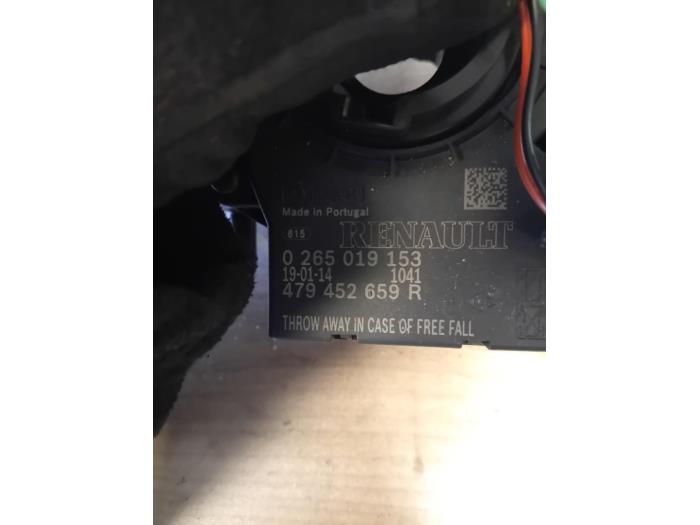 Made in Portugal
615
RENAULT
0 265 019 153
19-01-14 1041
479 452 659 R
THROW AWAY IN CASE OF FREE FALL